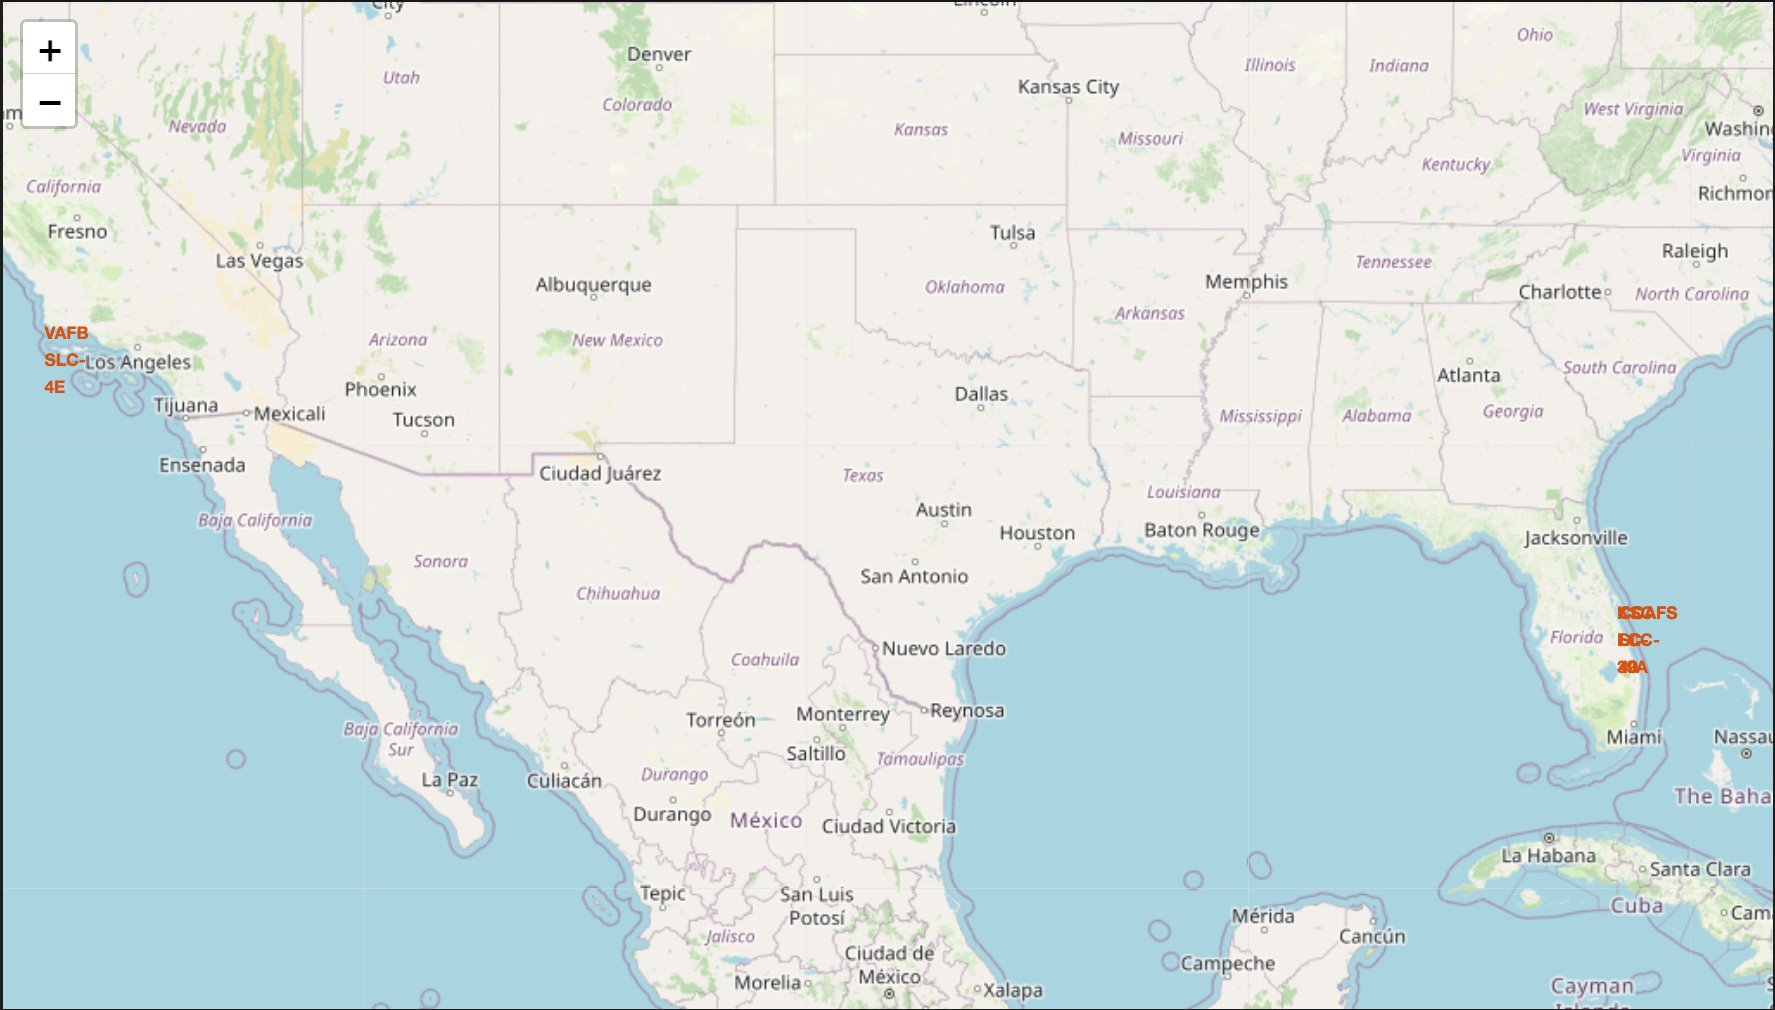 City
Lincoln
+
−
Denver
Utah
Colorado
Nevada
Kansas City
Kansas
Missouri
Illinois
Indiana
Ohio
West Virginia
Washing
Virginia
Kentucky
Richmon
California
Fresno
Las Vegas
Tulsa
Raleigh
Albuquerque
Oklahoma
Memphis
Tennessee
Charlotte
North Carolina
Arkansas
VAFB
SLC-
4E
Los Angeles
Arizona
New Mexico
Phoenix
Dallas
Atlanta
South Carolina
Tijuana
Mexicali
Tucson
Mississippi
Alabama
Georgia
Ensenada
Ciudad Juárez
Texas
Louisiana
Baja California
Austin
Houston
Baton Rouge
Jacksonville
Sonora
San Antonio
Chihuahua
Florida
Nuevo Laredo
Coahuila
Torreón
Monterrey
Reynosa
Baja California
Sur
Saltillo
Tamaulipas
Miami
Nassau
La Paz
Culiacán
Durango
The Baha
Durango
México
Ciudad Victoria
La Habana
Santa Clara
Tepic
San Luis
Potosí
Cuba
Cam
Mérida
Jalisco
Cancún
Ciudad de
México
Campeche
Morelia
Xalapa
Cayman
Islands